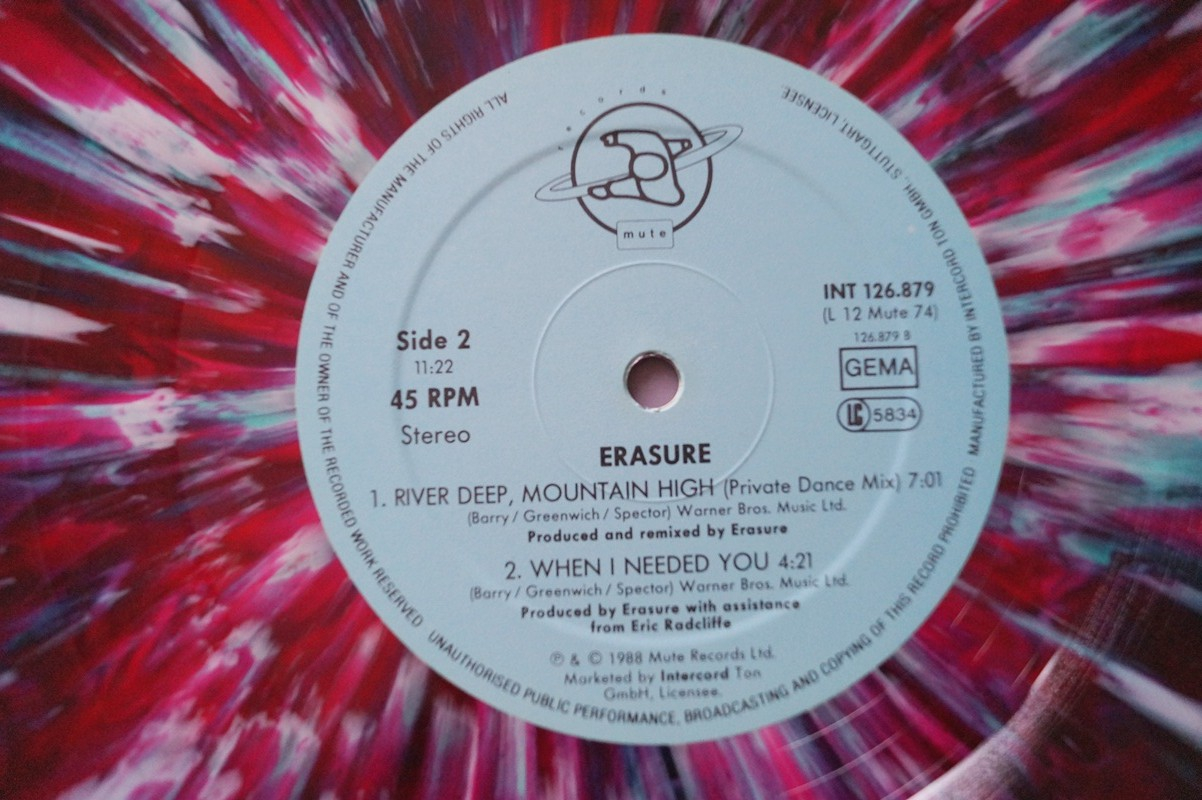 records
mute
Side 2
11:22
45 RPM
Stereo
INT 126.879
(L 12 Mute 74)
126.879 B
GEMA
LC 5834
ERASURE
1. RIVER DEEP, MOUNTAIN HIGH (Private Dance Mix) 7:01
(Barry / Greenwich / Spector) Warner Bros. Music Ltd.
Produced and remixed by Erasure
2. WHEN I NEEDED YOU 4:21
(Barry / Greenwich / Spector) Warner Bros. Music Ltd.
Produced by Erasure with assistance
from Eric Radcliffe
℗ & © 1988 Mute Records Ltd.
Marketed by Intercord Ton
GmbH, Licensee.
ALL RIGHTS OF THE MANUFACTURER AND OF THE OWNER OF THE RECORDED WORK RESERVED UNAUTHORISED PUBLIC PERFORMANCE, BROADCASTING AND COPYING OF THIS RECORD PROHIBITED MANUFACTURED BY INTERCORD TON GMBH., STUTTGART, LICENSEE.